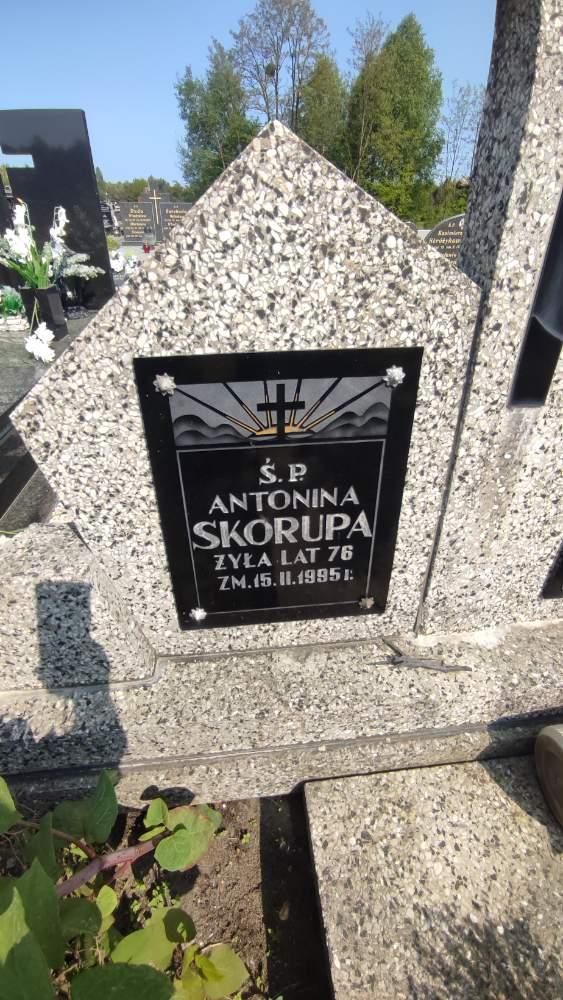 Ś. P.
ANTONINA
SKORUPA
ŻYŁA LAT 76
ZM. 15. II. 1995 r.